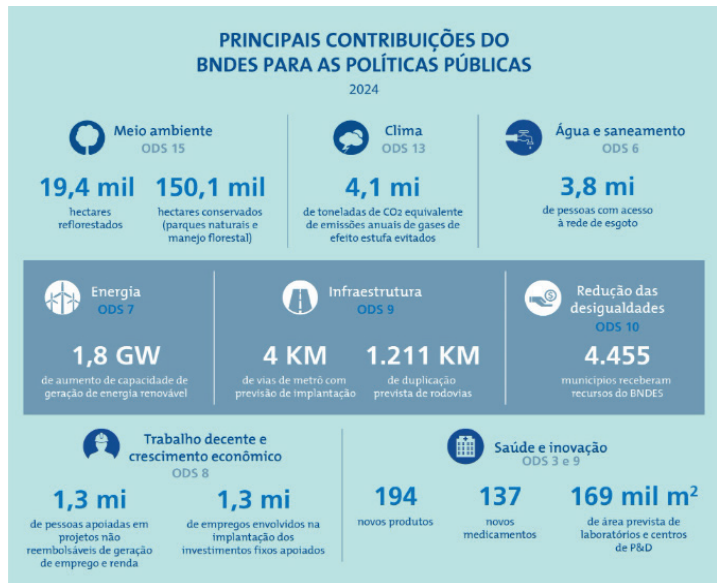 PRINCIPAIS CONTRIBUIÇÕES DO
BNDES PARA AS POLÍTICAS PÚBLICAS
2024
Meio ambiente
ODS 15
19,4 mil
hectares
reflorestados
150,1 mil
hectares conservados
(parques naturais e
manejo florestal)
Clima
ODS 13
4,1 mi
de toneladas de CO2 equivalente
de emissões anuais de gases de
efeito estufa evitados
Água e saneamento
ODS 6
3,8 mi
de pessoas com acesso
à rede de esgoto
Energia
ODS 7
1,8 GW
de aumento de capacidade de
geração de energia renovável
Infraestrutura
ODS 9
4 KM
de vias de metrô com
previsão de implantação
1.211 KM
de duplicação
prevista de rodovias
Redução das
desigualdades
ODS 10
4.455
municípios receberam
recursos do BNDES
Trabalho decente e
crescimento econômico
ODS 8
1,3 mi
de pessoas apoiadas em
projetos não
reembolsáveis de geração
de emprego e renda
1,3 mi
de empregos envolvidos na
implantação dos
investimentos fixos apoiados
Saúde e inovação
ODS 3 e 9
194
novos produtos
137
novos
medicamentos
169 mil m²
de área prevista de
laboratórios e centros
de P&D